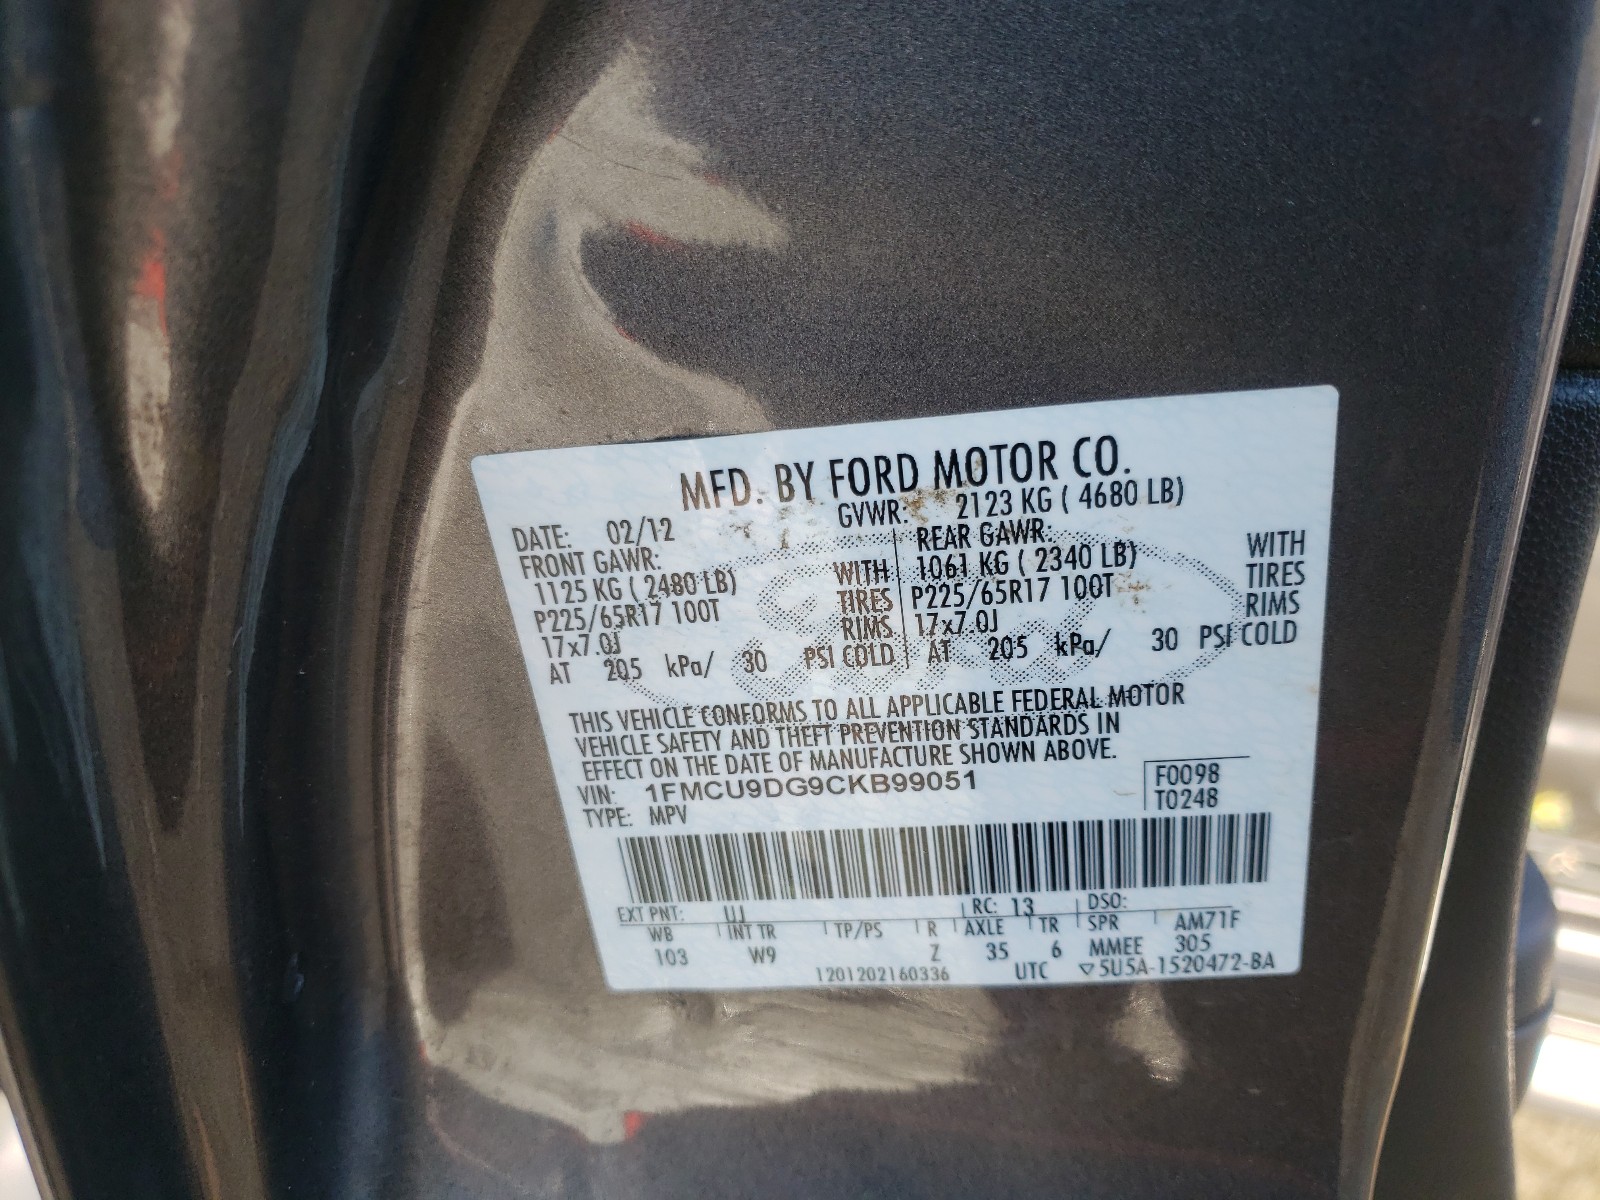 MFD. BY FORD MOTOR CO.
DATE: 02/12 GVWR: 2123 KG ( 4680 LB)
FRONT GAWR: REAR GAWR:
1125 KG ( 2480 LB) WITH 1061 KG ( 2340 LB) WITH
P225/65R17 100T TIRES P225/65R17 100T TIRES
17x7.0J RIMS 17x7.0J RIMS
AT 205 kPa/ 30 PSI COLD AT 205 kPa/ 30 PSI COLD
THIS VEHICLE CONFORMS TO ALL APPLICABLE FEDERAL MOTOR
VEHICLE SAFETY AND THEFT PREVENTION STANDARDS IN
EFFECT ON THE DATE OF MANUFACTURE SHOWN ABOVE.
VIN: 1FMCU9DG9CKB99051 F0098
TYPE: MPV T0248
EXT PNT: UJ RC: 13 DSO:
WB INT TR TP/PS R AXLE TR SPR AM71F
103 W9 Z 35 6 MMEE 305
1201202160336 UTC ▽5U5A-1520472-BA